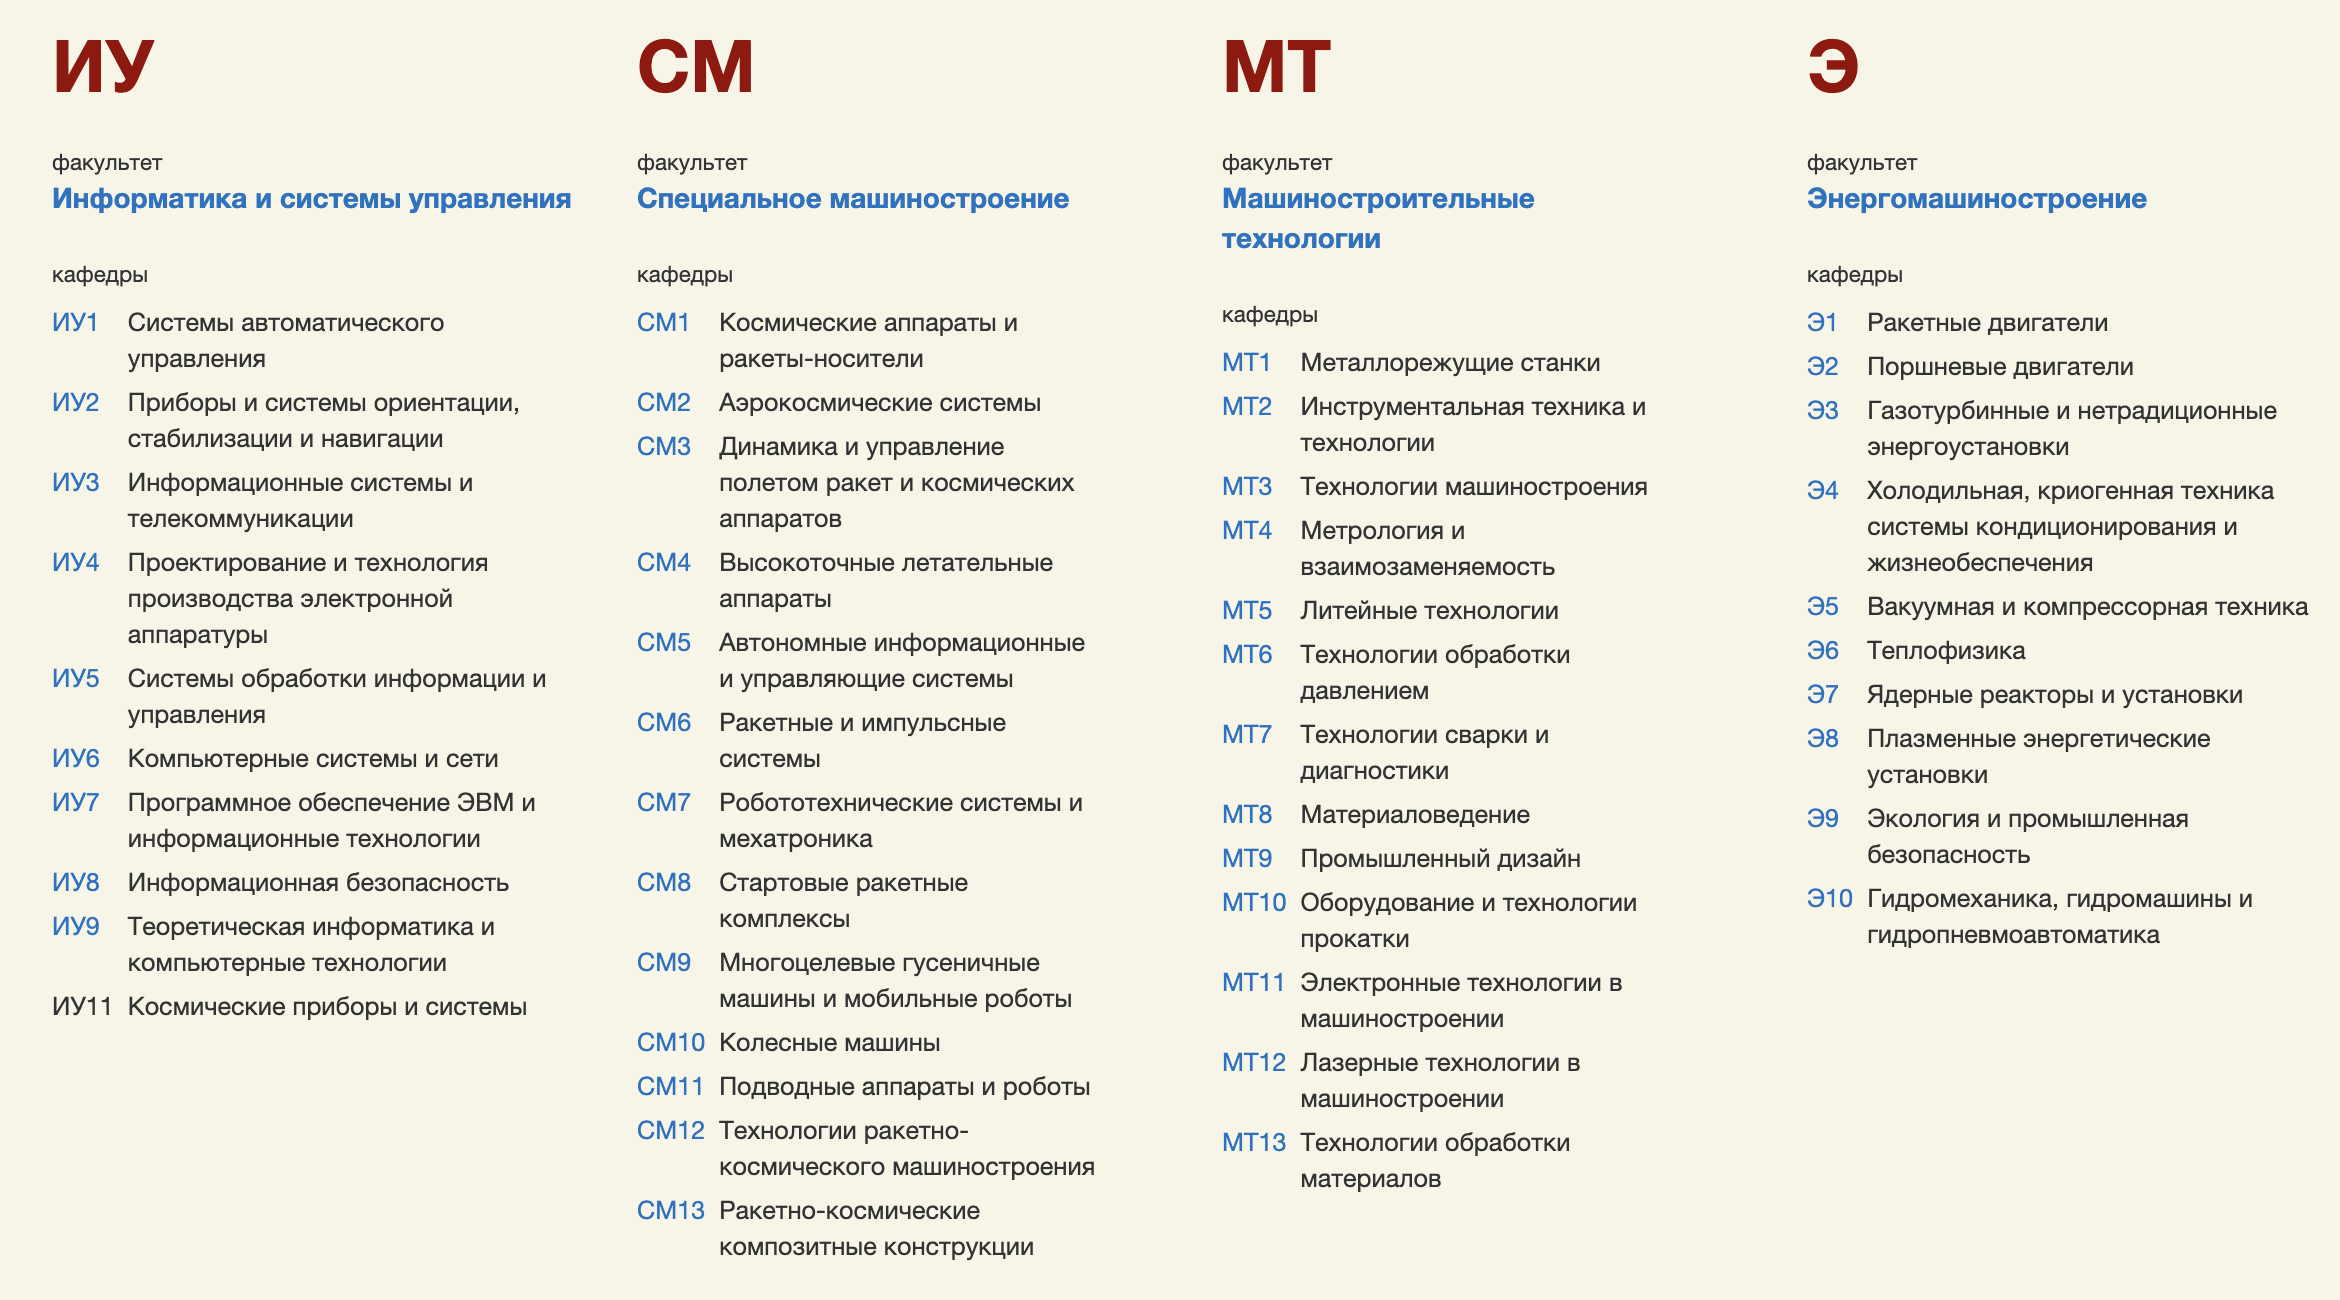 ИУ
факультет
Информатика и системы управления
кафедры
ИУ1 Системы автоматического
управления
ИУ2 Приборы и системы ориентации,
стабилизации и навигации
ИУ3 Информационные системы и
телекоммуникации
ИУ4 Проектирование и технология
производства электронной
аппаратуры
ИУ5 Системы обработки информации и
управления
ИУ6 Компьютерные системы и сети
ИУ7 Программное обеспечение ЭВМ и
информационные технологии
ИУ8 Информационная безопасность
ИУ9 Теоретическая информатика и
компьютерные технологии
ИУ11 Космические приборы и системы
СМ
факультет
Специальное машиностроение
кафедры
СМ1 Космические аппараты и
ракеты-носители
СМ2 Аэрокосмические системы
СМ3 Динамика и управление
полетом ракет и космических
аппаратов
СМ4 Высокоточные летательные
аппараты
СМ5 Автономные информационные
и управляющие системы
СМ6 Ракетные и импульсные
системы
СМ7 Робототехнические системы и
мехатроника
СМ8 Стартовые ракетные
комплексы
СМ9 Многоцелевые гусеничные
машины и мобильные роботы
СМ10 Колесные машины
СМ11 Подводные аппараты и роботы
СМ12 Технологии ракетно-
космического машиностроения
СМ13 Ракетно-космические
композитные конструкции
МТ
факультет
Машиностроительные
технологии
кафедры
МТ1 Металлорежущие станки
МТ2 Инструментальная техника и
технологии
МТ3 Технологии машиностроения
МТ4 Метрология и
взаимозаменяемость
МТ5 Литейные технологии
МТ6 Технологии обработки
давлением
МТ7 Технологии сварки и
диагностики
МТ8 Материаловедение
МТ9 Промышленный дизайн
МТ10 Оборудование и технологии
прокатки
МТ11 Электронные технологии в
машиностроении
МТ12 Лазерные технологии в
машиностроении
МТ13 Технологии обработки
материалов
Э
факультет
Энергомашиностроение
кафедры
Э1 Ракетные двигатели
Э2 Поршневые двигатели
Э3 Газотурбинные и нетрадиционные
энергоустановки
Э4 Холодильная, криогенная техника
системы кондиционирования и
жизнеобеспечения
Э5 Вакуумная и компрессорная техника
Э6 Теплофизика
Э7 Ядерные реакторы и установки
Э8 Плазменные энергетические
установки
Э9 Экология и промышленная
безопасность
Э10 Гидромеханика, гидромашины и
гидропневмоавтоматика